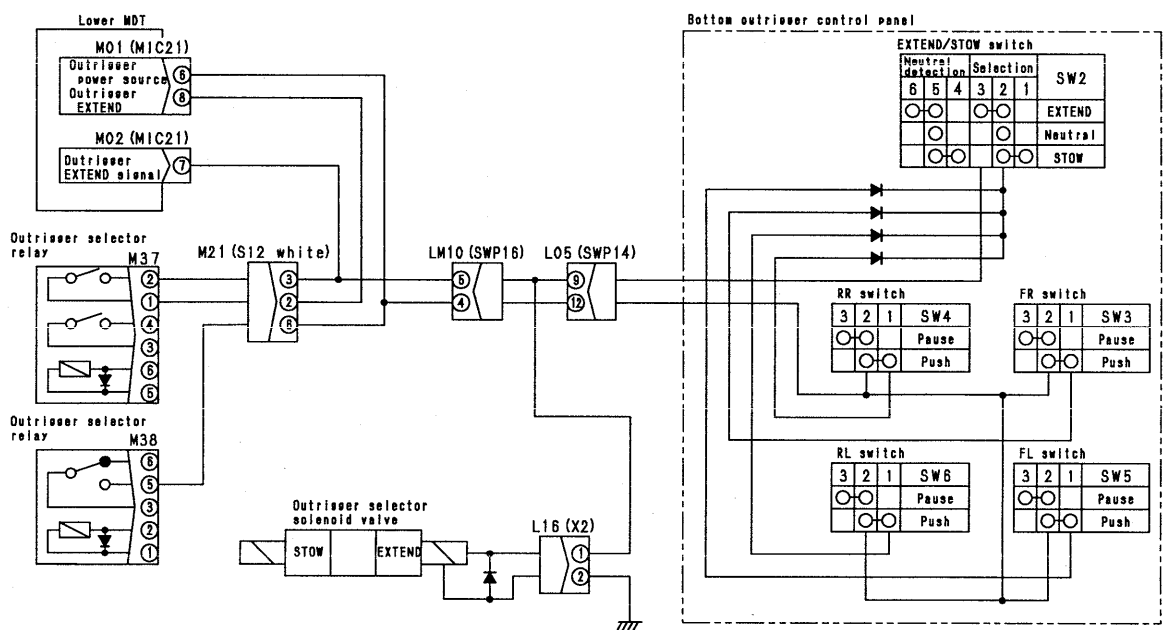 Lower MDT
M01 (MIC21)
Outrigger
power source
6
Outrigger
EXTEND
8
M02 (MIC21)
Outrigger
EXTEND signal
7
Outrigger selector
relay
M37
2
1
4
3
6
5
Outrigger selector
relay
M38
6
5
3
2
1
M21 (S12 white)
3
2
6
LM10 (SWP16)
5
4
L05 (SWP14)
9
12
Outrigger selector
solenoid valve
STOW
EXTEND
L16 (X2)
1
2
Bottom outrigger control panel
EXTEND/STOW switch
Neutral
detection
Selection
SW2
6 5 4 3 2 1
EXTEND
Neutral
STOW
RR switch
3 2 1 SW4
Pause
Push
FR switch
3 2 1 SW3
Pause
Push
RL switch
3 2 1 SW6
Pause
Push
FL switch
3 2 1 SW5
Pause
Push